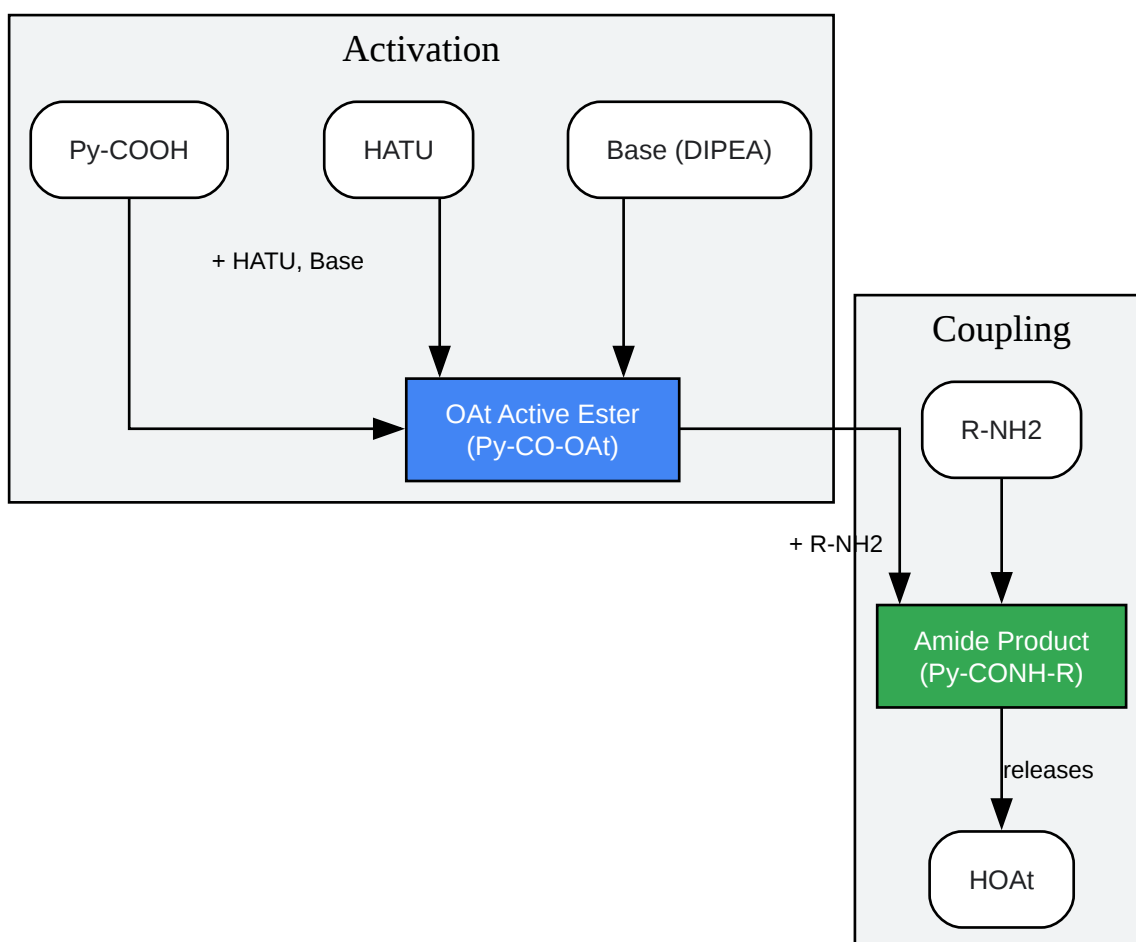 Activation
Py-COOH
HATU
Base (DIPEA)
+ HATU, Base
OAt Active Ester
(Py-CO-OAt)
Coupling
R-NH2
+ R-NH2
Amide Product
(Py-CONH-R)
releases
HOAt